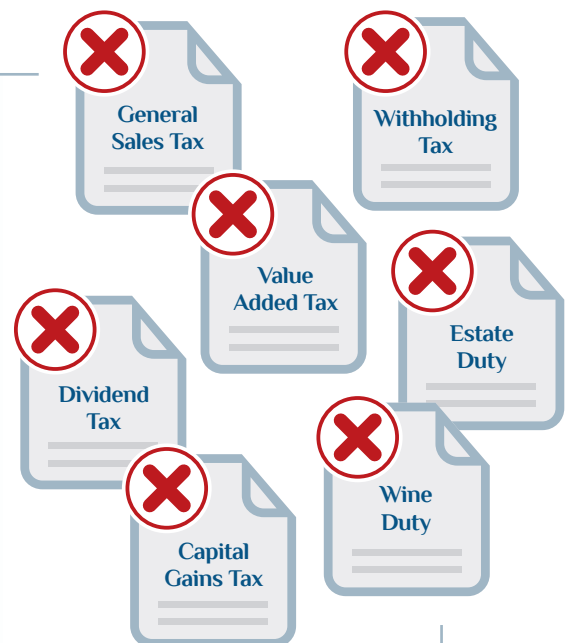 General
Sales Tax
Withholding
Tax
Value
Added Tax
Estate
Duty
Dividend
Tax
Wine
Duty
Capital
Gains Tax